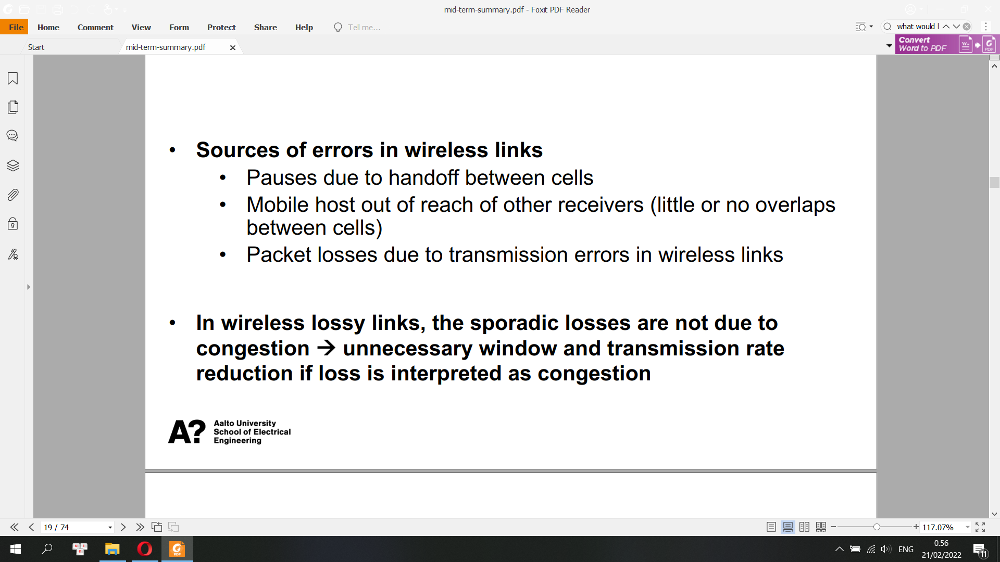 mid-term-summary.pdf - Foxit PDF Reader
File Home Comment View Form Protect Share Help Tell me...
what would l
Start
mid-term-summary.pdf
Convert
Word to PDF
• Sources of errors in wireless links
• Pauses due to handoff between cells
• Mobile host out of reach of other receivers (little or no overlaps
between cells)
• Packet losses due to transmission errors in wireless links
• In wireless lossy links, the sporadic losses are not due to
congestion → unnecessary window and transmission rate
reduction if loss is interpreted as congestion
A?
Aalto University
School of Electrical
Engineering
19 / 74
117.07%
ENG
0.56
21/02/2022
11